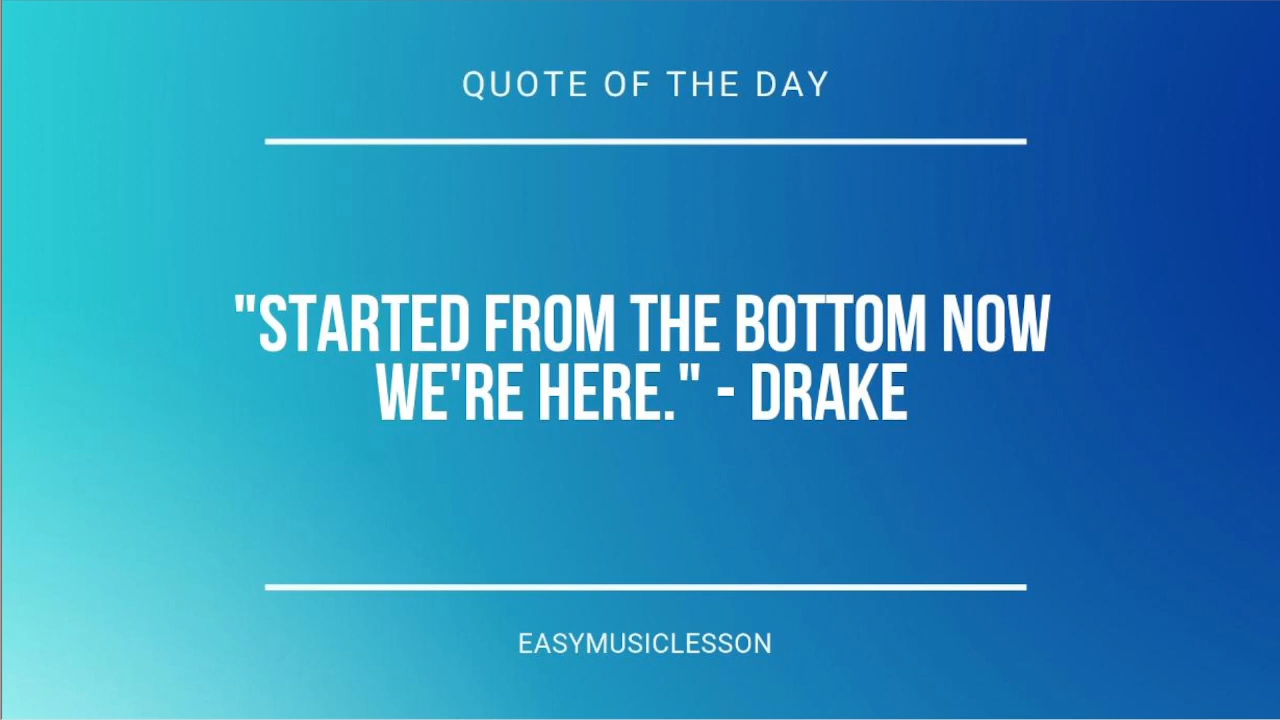 QUOTE OF THE DAY
"STARTED FROM THE BOTTOM NOW
WE'RE HERE." - DRAKE
EASYMUSICLESSON